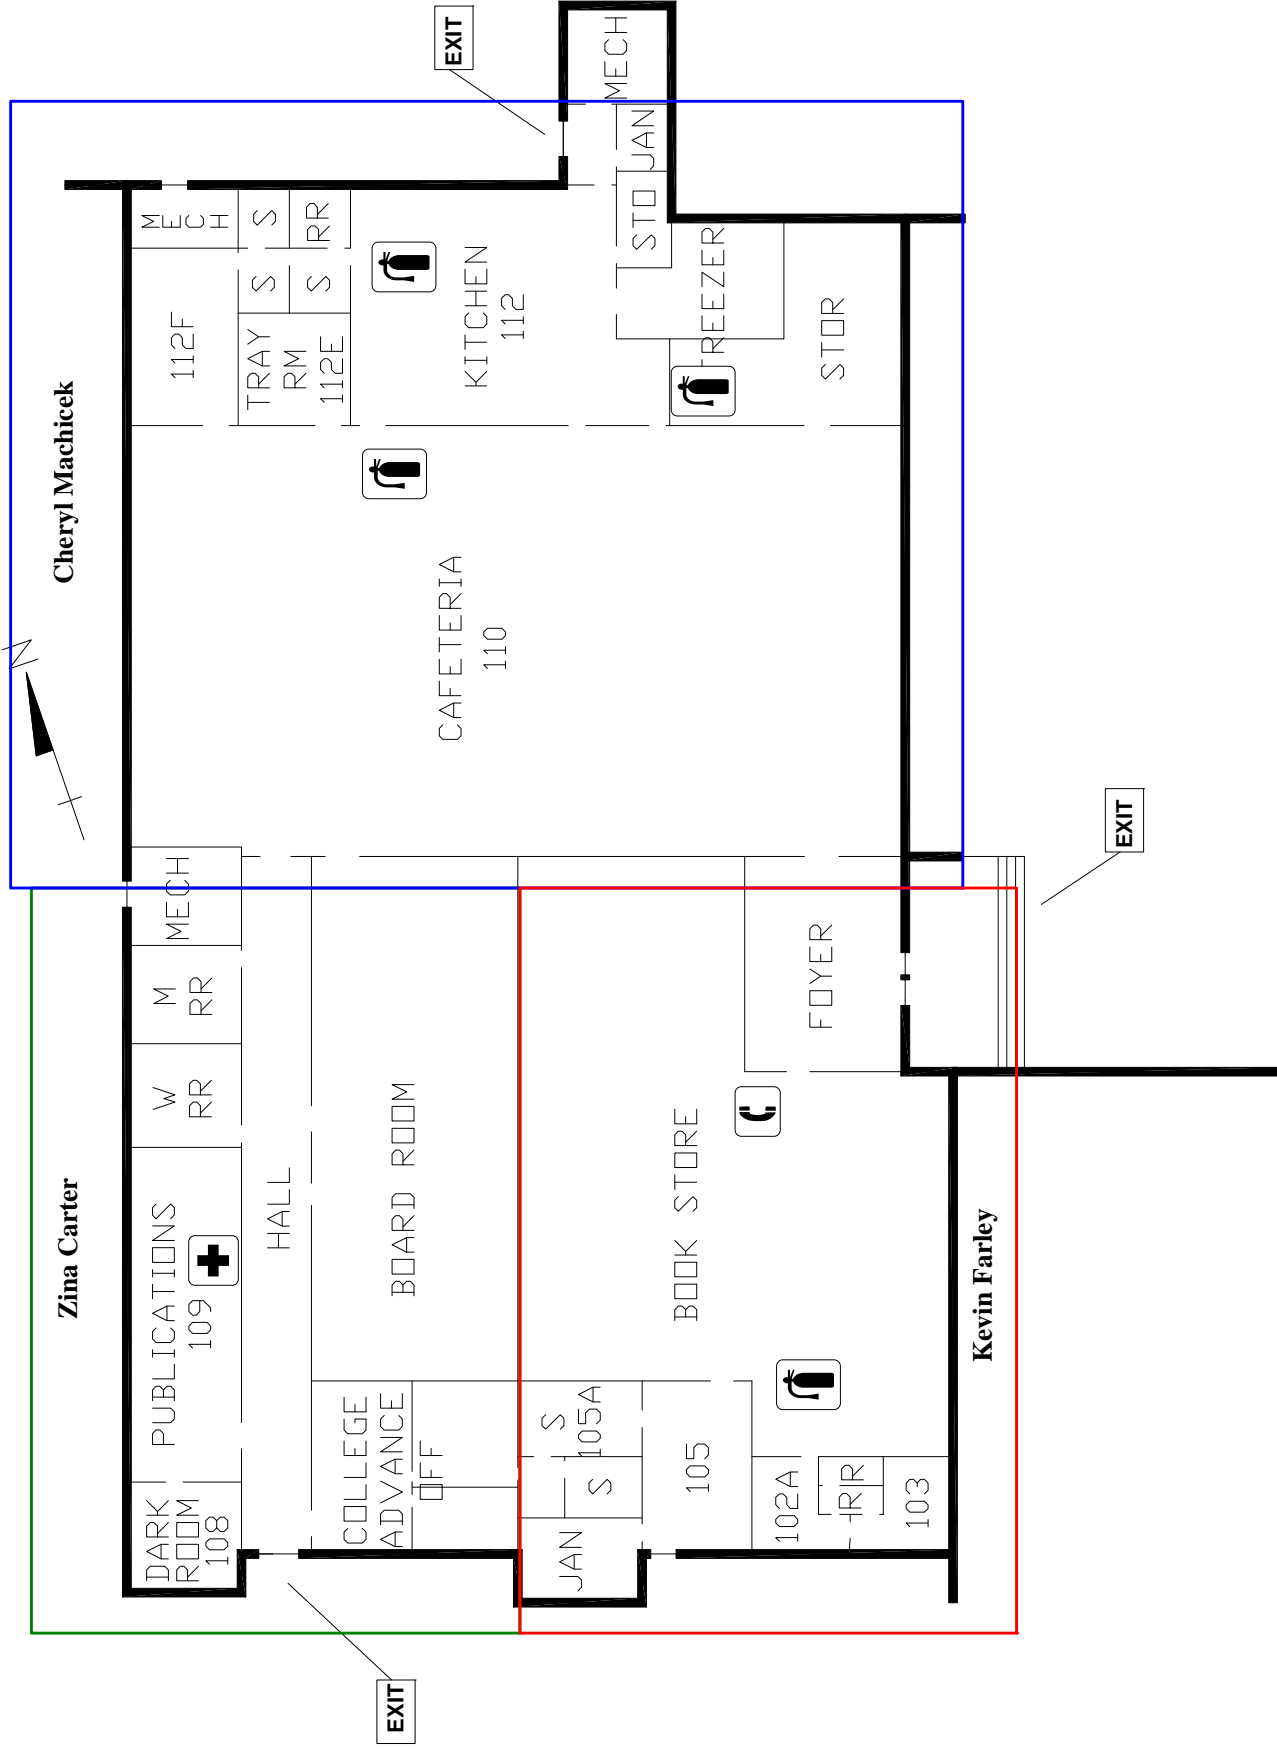 EXIT
MECH
JAN
STO
Cheryl Machicek
MECH
S
RR
112F
S
S
TRAY
RM
112E
KITCHEN
112
FREEZER
STOR
N
CAFETERIA
110
EXIT
MECH
M
RR
W
RR
FOYER
Zina Carter
PUBLICATIONS
109
HALL
BOARD ROOM
BOOK STORE
Kevin Farley
DARK
ROOM
108
COLLEGE
ADVANCE
OFF
S
105A
S
105
JAN
102A
RR
103
EXIT